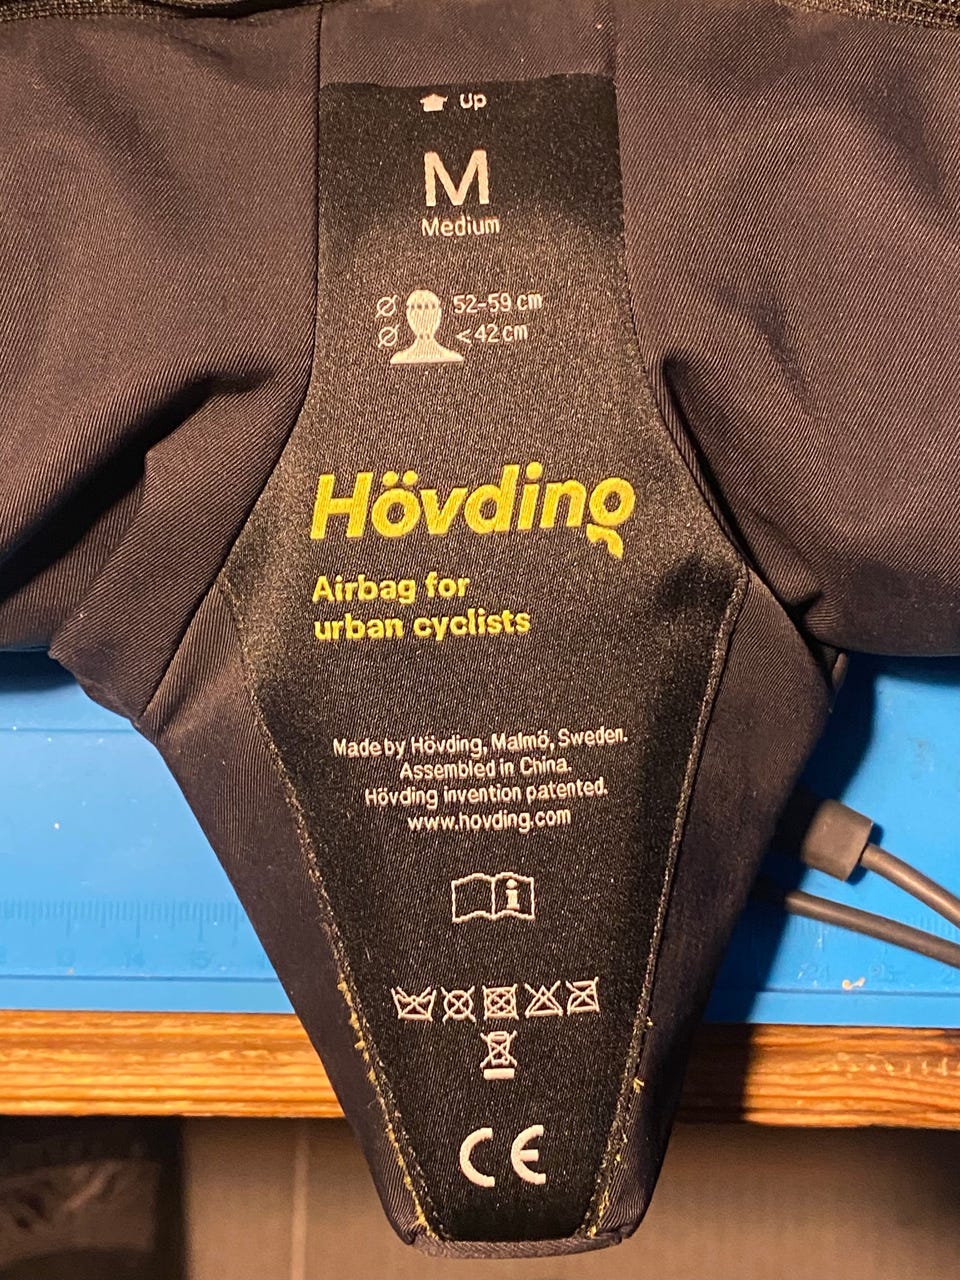 Up
M
Medium
Ø 52-59 cm
Ø <42 cm
Hövding
Airbag for
urban cyclists
Made by Hövding, Malmö, Sweden.
Assembled in China.
Hövding invention patented.
www.hovding.com
i
CE